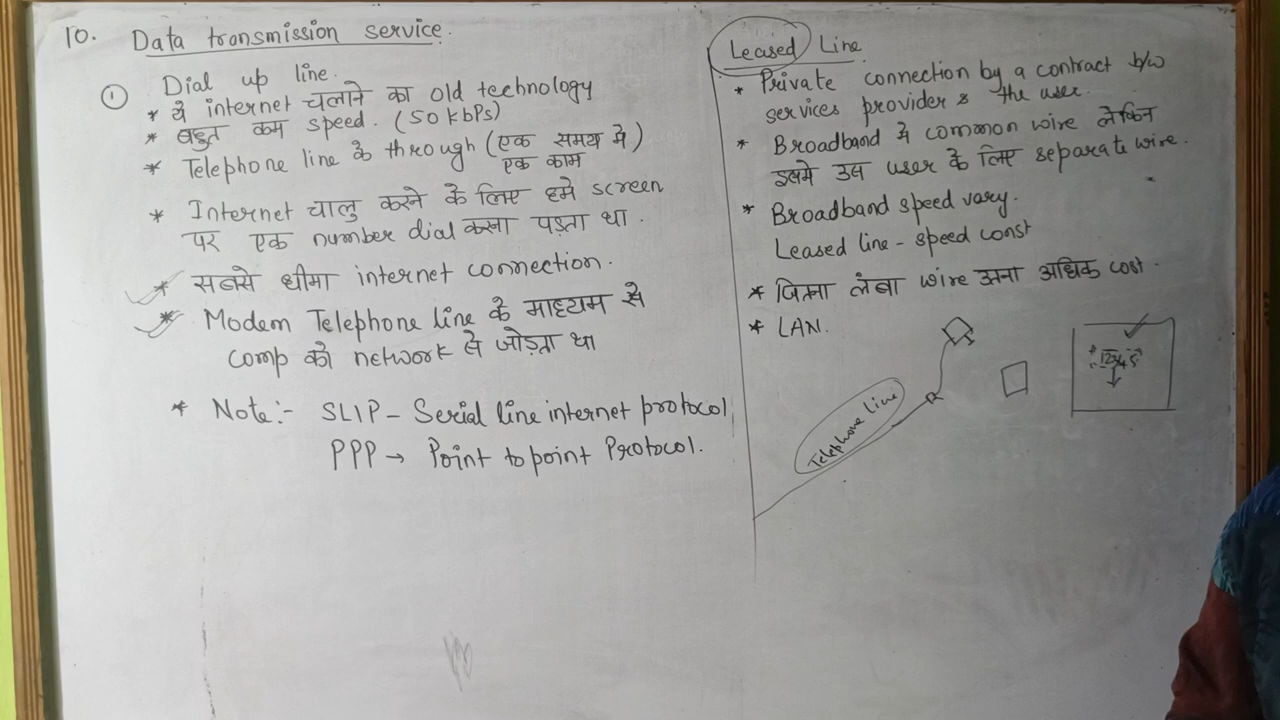 10. Data transmission service.
① Dial up line.
* ये internet चलाने का old technology
* बहुत कम speed. (50 kbps)
* Telephone line के through (एक समय मे)
एक काम
* Internet चालु करने के लिए हमे screen
पर एक number dial करना पड़ता था.
* सबसे धीमा internet connection.
* Modem Telephone line के माध्यम से
comp को network से जोड़ता था
* Note:- SLIP - Serial line internet protocol
PPP → Point to point Protocol.
Leased Line
* Private connection by a contract b/w
services provider & the user.
* Broadband मे common wire लेकिन
इसमे उस user के लिए separate wire.
* Broadband speed vary.
Leased line - speed const
* जितना लंबा wire उतना अधिक cost.
* LAN.
Telephone line
12345